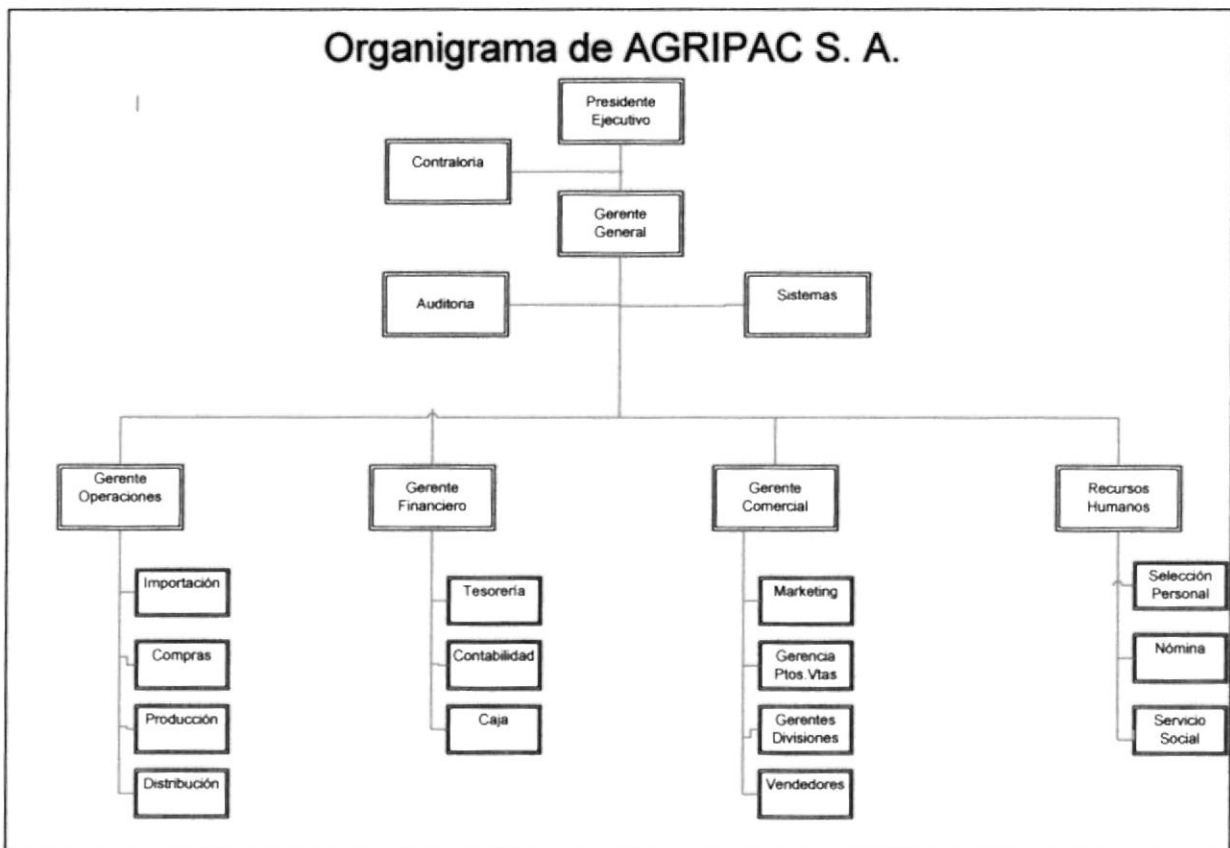 Organigrama de AGRIPAC S. A.
Presidente
Ejecutivo
Contraloria
Gerente
General
Auditoria
Sistemas
Gerente
Operaciones
Gerente
Financiero
Gerente
Comercial
Recursos
Humanos
Importación
Compras
Producción
Distribución
Tesorería
Contabilidad
Caja
Marketing
Gerencia
Ptos.Vtas
Gerentes
Divisiones
Vendedores
Selección
Personal
Nómina
Servicio
Social